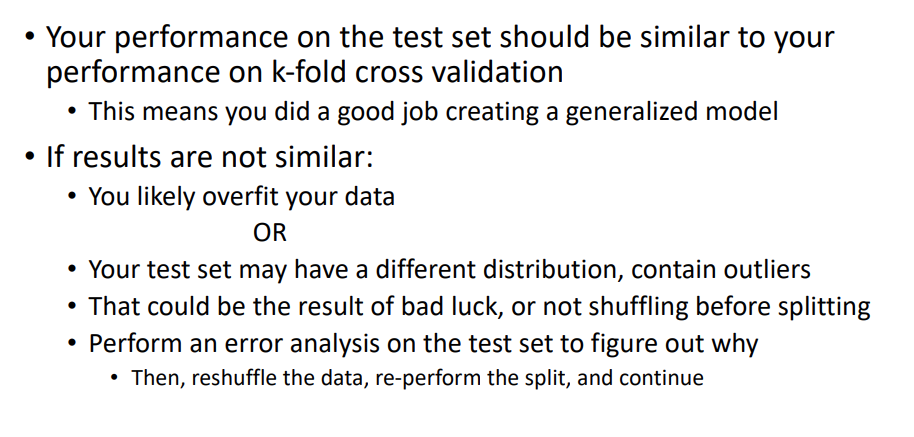 • Your performance on the test set should be similar to your
performance on k-fold cross validation
• This means you did a good job creating a generalized model
• If results are not similar:
• You likely overfit your data
OR
• Your test set may have a different distribution, contain outliers
• That could be the result of bad luck, or not shuffling before splitting
• Perform an error analysis on the test set to figure out why
• Then, reshuffle the data, re-perform the split, and continue